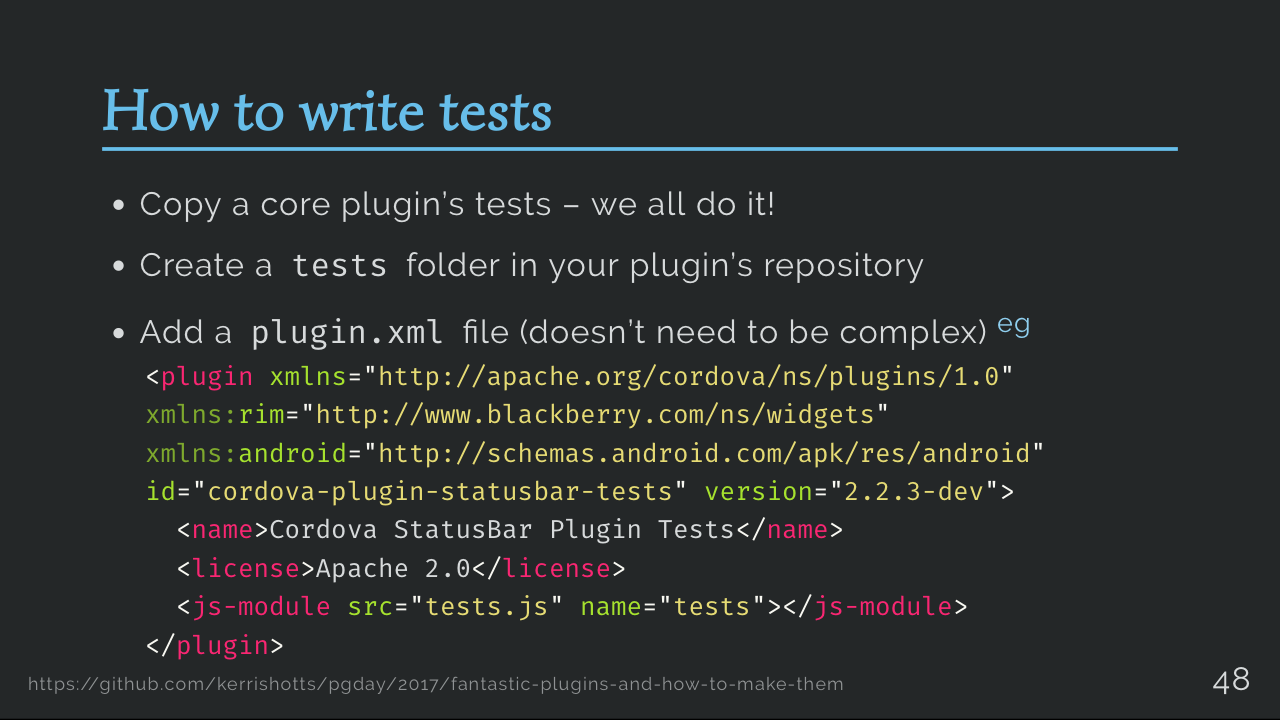 How to write tests
• Copy a core plugin’s tests – we all do it!
• Create a tests folder in your plugin’s repository
• Add a plugin.xml file (doesn’t need to be complex) eg
<plugin xmlns="http://apache.org/cordova/ns/plugins/1.0"
xmlns:rim="http://www.blackberry.com/ns/widgets"
xmlns:android="http://schemas.android.com/apk/res/android"
id="cordova-plugin-statusbar-tests" version="2.2.3-dev">
  <name>Cordova StatusBar Plugin Tests</name>
  <license>Apache 2.0</license>
  <js-module src="tests.js" name="tests"></js-module>
</plugin>
https://github.com/kerrishotts/pgday/2017/fantastic-plugins-and-how-to-make-them
48